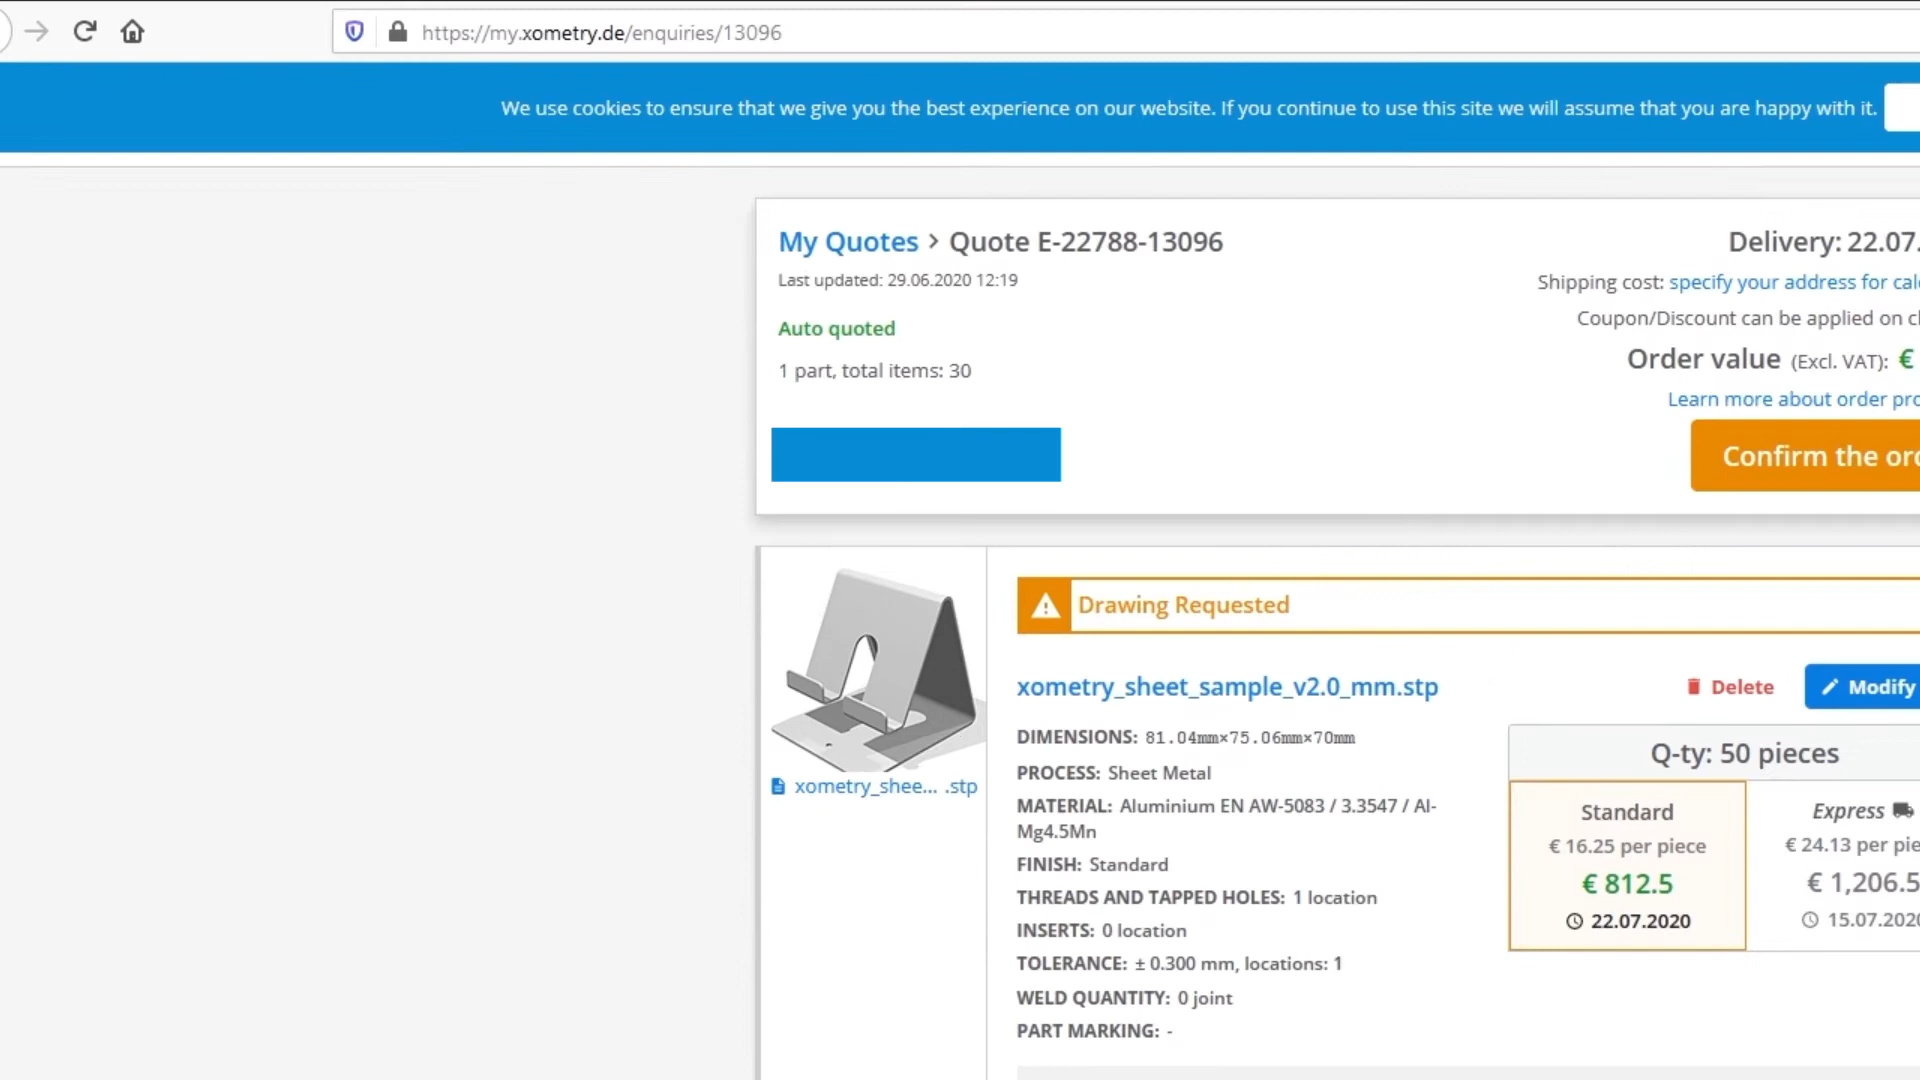 https://my.xometry.de/enquiries/13096
We use cookies to ensure that we give you the best experience on our website. If you continue to use this site we will assume that you are happy with it.
My Quotes > Quote E-22788-13096
Last updated: 29.06.2020 12:19
Auto quoted
1 part, total items: 30
Delivery: 22.07.
Shipping cost: specify your address for
Coupon/Discount can be applied on
Order value (Excl. VAT): €
Learn more about order
Confirm the
Drawing Requested
xometry_sheet_sample_v2.0_mm.stp
Delete
Modify
xometry_shee... .stp
DIMENSIONS: 81.04mm×75.06mm×70mm
PROCESS: Sheet Metal
MATERIAL: Aluminium EN AW-5083 / 3.3547 / Al-
Mg4.5Mn
FINISH: Standard
THREADS AND TAPPED HOLES: 1 location
INSERTS: 0 location
TOLERANCE: ± 0.300 mm, locations: 1
WELD QUANTITY: 0 joint
PART MARKING: -
Q-ty: 50 pieces
Standard
€ 16.25 per piece
€ 812.5
22.07.2020
Express
€ 24.13 per
€ 1,206.5
15.07.2020